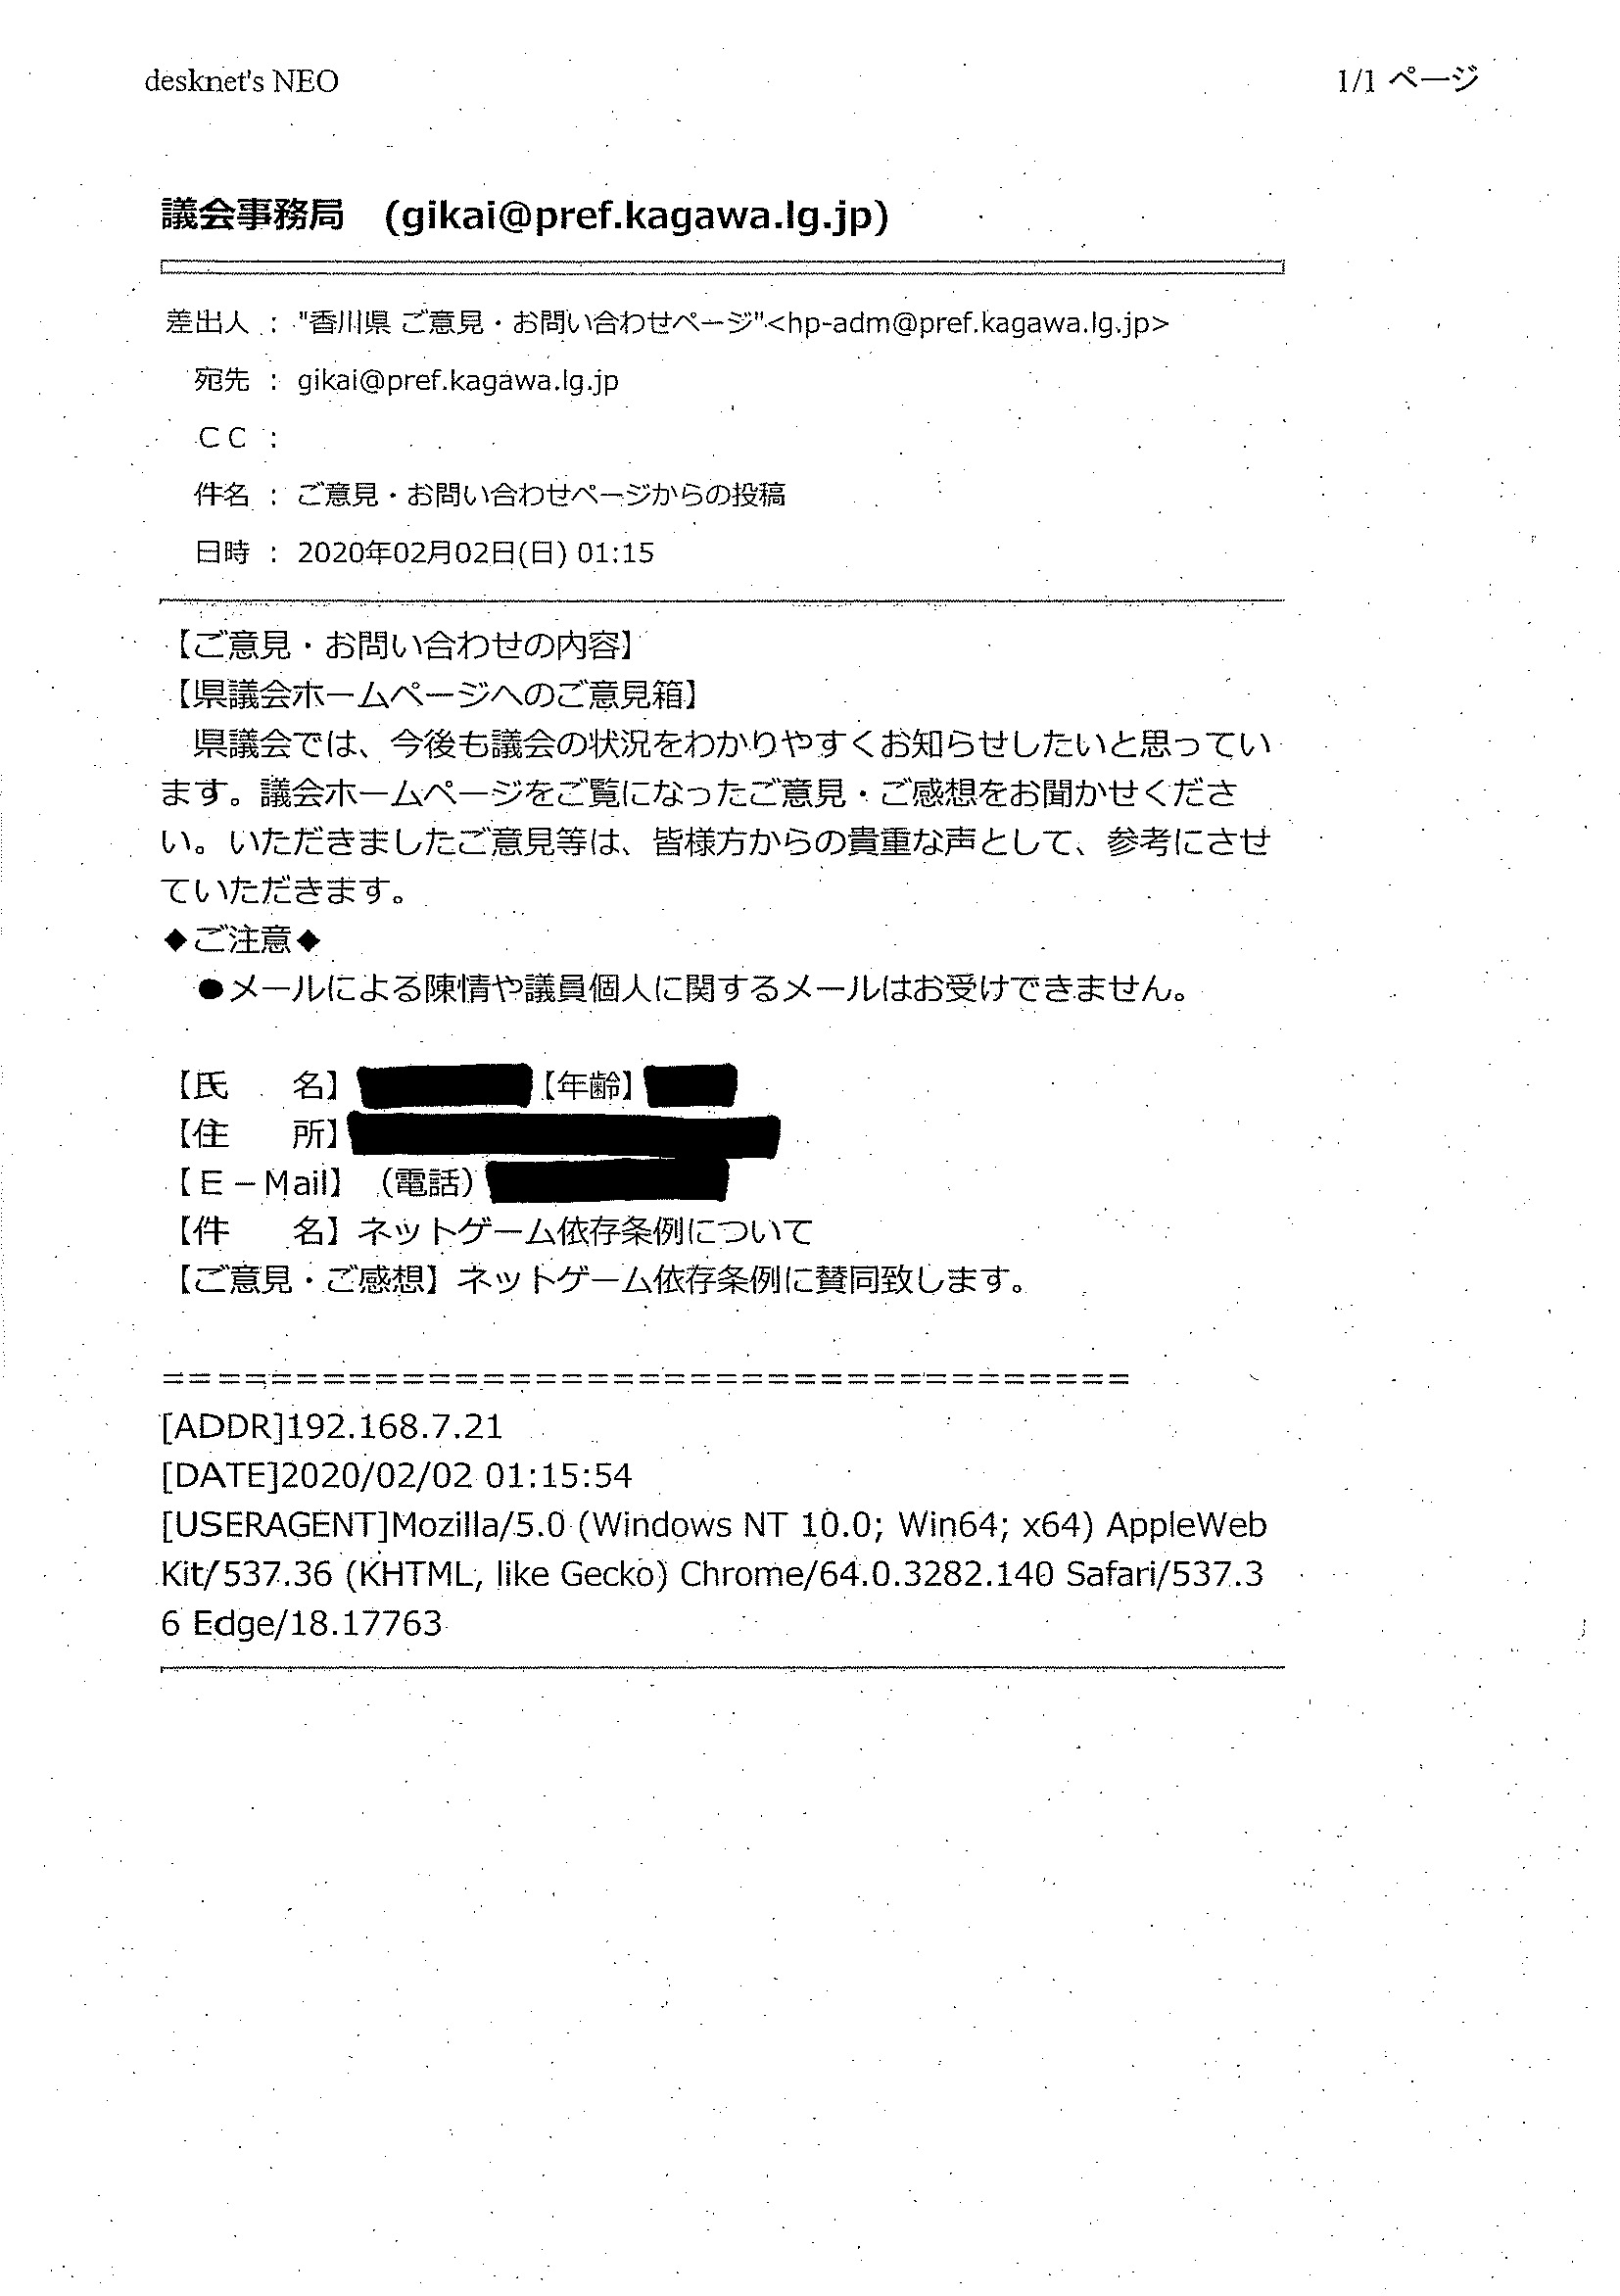 desknet's NEO
1/1 ページ
議会事務局 (gikai@pref.kagawa.lg.jp)
差出人 : "香川県 ご意見・お問い合わせページ"<hp-adm@pref.kagawa.lg.jp>
宛先 : gikai@pref.kagawa.lg.jp
CC :
件名 : ご意見・お問い合わせページからの投稿
日時 : 2020年02月02日(日) 01:15
【ご意見・お問い合わせの内容】
【県議会ホームページへのご意見箱】
県議会では、今後も議会の状況をわかりやすくお知らせしたいと思ってい
ます。議会ホームページをご覧になったご意見・ご感想をお聞かせくださ
い。いただきましたご意見等は、皆様方からの貴重な声として、参考にさせ
ていただきます。
◆ご注意◆
●メールによる陳情や議員個人に関するメールはお受けできません。
【氏　　名】 【年齢】
【住　　所】
【E－Mail】（電話）
【件　　名】ネットゲーム依存条例について
【ご意見・ご感想】ネットゲーム依存条例に賛同致します。
=====================================
[ADDR]192.168.7.21
[DATE]2020/02/02 01:15:54
[USERAGENT]Mozilla/5.0 (Windows NT 10.0; Win64; x64) AppleWeb
Kit/537.36 (KHTML, like Gecko) Chrome/64.0.3282.140 Safari/537.3
6 Edge/18.17763